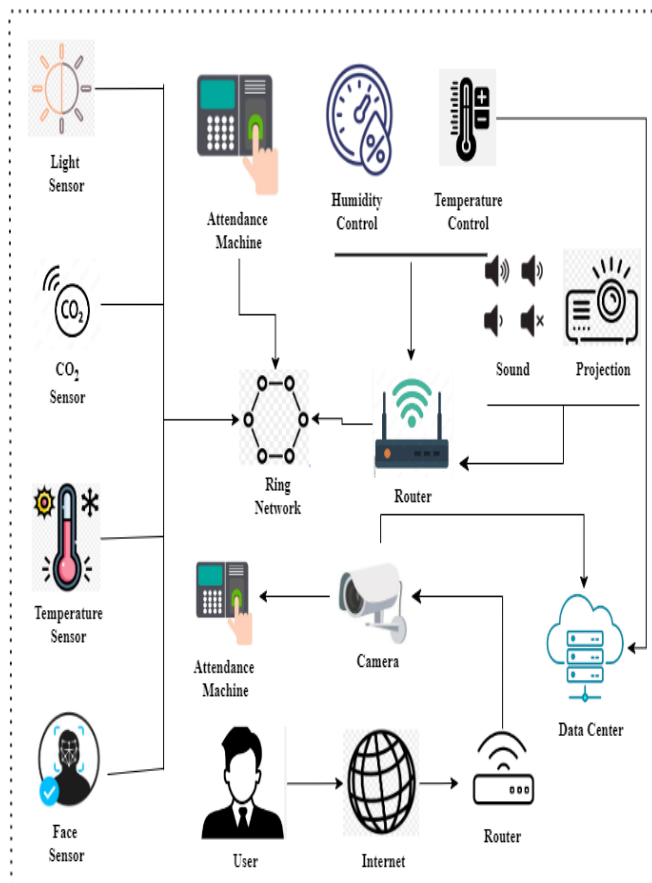 Light
Sensor
Attendance
Machine
%
Humidity
Control
Temperature
Control
CO2
CO₂
Sensor
Sound
Projection
Ring
Network
Router
Temperature
Sensor
Attendance
Machine
Camera
Data Center
Face
Sensor
User
Internet
Router